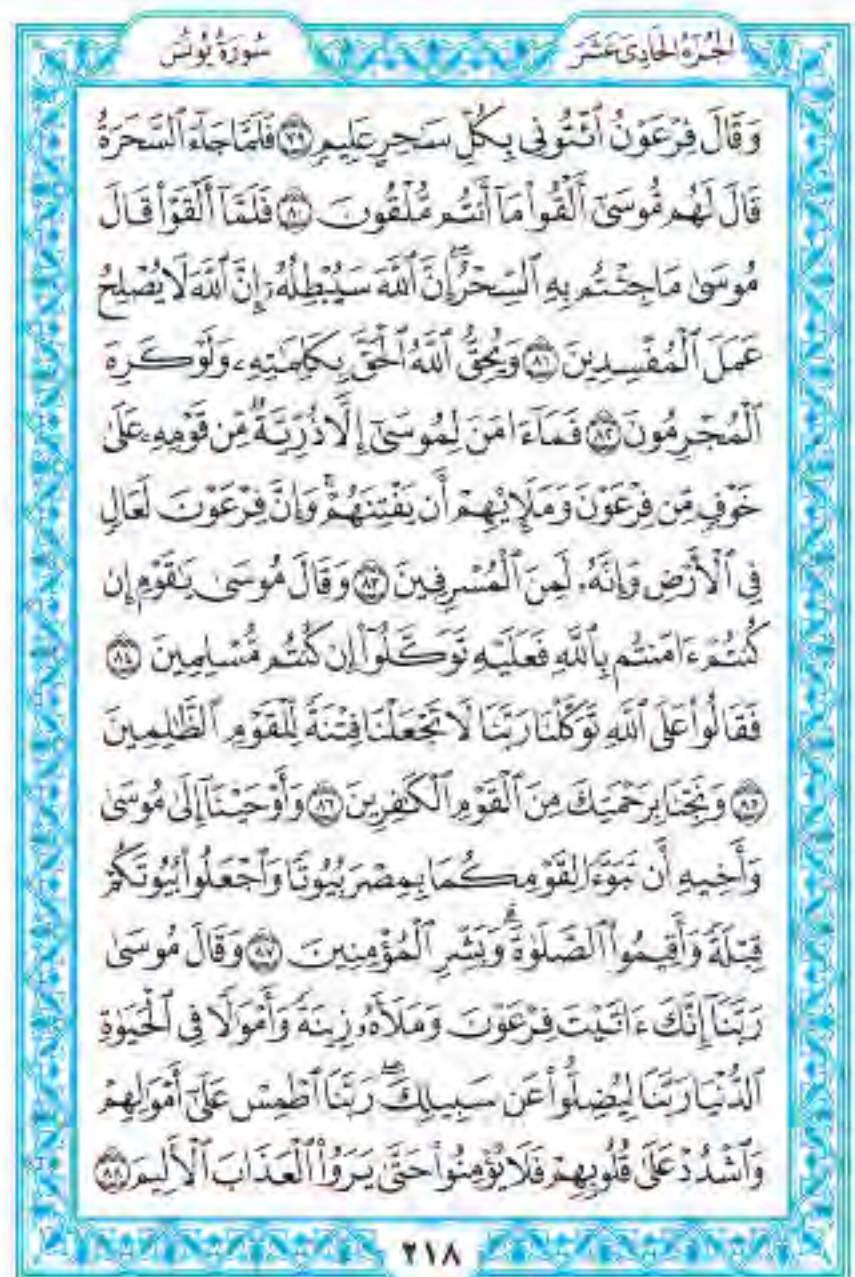 الجُزْءُ الحَادِيَ عَشَرَ
سُورَةُ يُونُسَ
وَقَالَ فِرْعَوْنُ ٱئْتُونِي بِكُلِّ سَٰحِرٍ عَلِيمٖ ٧٩ فَلَمَّا جَآءَ ٱلسَّحَرَةُ
قَالَ لَهُم مُّوسَىٰٓ أَلْقُوا۟ مَآ أَنتُم مُّلْقُونَ ٨٠ فَلَمَّآ أَلْقَوْا۟ قَالَ
مُوسَىٰ مَا جِئْتُم بِهِ ٱلسِّحْرُۖ إِنَّ ٱللَّهَ سَيُبْطِلُهُۥٓ إِنَّ ٱللَّهَ لَا يُصْلِحُ
عَمَلَ ٱلْمُفْسِدِينَ ٨١ وَيُحِقُّ ٱللَّهُ ٱلْحَقَّ بِكَلِمَٰتِهِۦ وَلَوْ كَرِهَ
ٱلْمُجْرِمُونَ ٨٢ فَمَآ ءَامَنَ لِمُوسَىٰٓ إِلَّا ذُرِّيَّةٌ مِّن قَوْمِهِۦ عَلَىٰ
خَوْفٍ مِّن فِرْعَوْنَ وَمَلَإِي۟هِمْ أَن يَفْتِنَهُمْۚ وَإِنَّ فِرْعَوْنَ لَعَالٍ
فِي ٱلْأَرْضِ وَإِنَّهُۥ لَمِنَ ٱلْمُسْرِفِينَ ٨٣ وَقَالَ مُوسَىٰ يَٰقَوْمِ إِن
كُنتُمْ ءَامَنتُم بِٱللَّهِ فَعَلَيْهِ تَوَكَّلُوٓا۟ إِن كُنتُم مُّسْلِمِينَ ٨٤
فَقَالُوا۟ عَلَى ٱللَّهِ تَوَكَّلْنَا رَبَّنَا لَا تَجْعَلْنَا فِتْنَةً لِّلْقَوْمِ ٱلظَّٰلِمِينَ
٨٥ وَنَجِّنَا بِرَحْمَتِكَ مِنَ ٱلْقَوْمِ ٱلْكَٰفِرِينَ ٨٦ وَأَوْحَيْنَآ إِلَىٰ مُوسَىٰ
وَأَخِيهِ أَن تَبَوَّءَا لِقَوْمِكُمَا بِمِصْرَ بُيُوتًا وَٱجْعَلُوا۟ بُيُوتَكُمْ
قِبْلَةً وَأَقِيمُوا۟ ٱلصَّلَوٰةَۗ وَبَشِّرِ ٱلْمُؤْمِنِينَ ٨٧ وَقَالَ مُوسَىٰ
رَبَّنَآ إِنَّكَ ءَاتَيْتَ فِرْعَوْنَ وَمَلَأَهُۥ زِينَةً وَأَمْوَٰلًا فِي ٱلْحَيَوٰةِ
ٱلدُّنْيَا رَبَّنَا لِيُضِلُّوا۟ عَن سَبِيلِكَۖ رَبَّنَا ٱطْمِسْ عَلَىٰٓ أَمْوَٰلِهِمْ
وَٱشْدُدْ عَلَىٰ قُلُوبِهِمْ فَلَا يُؤْمِنُوا۟ حَتَّىٰ يَرَوُا۟ ٱلْعَذَابَ ٱلْأَلِيمَ ٨٨
٢١٨